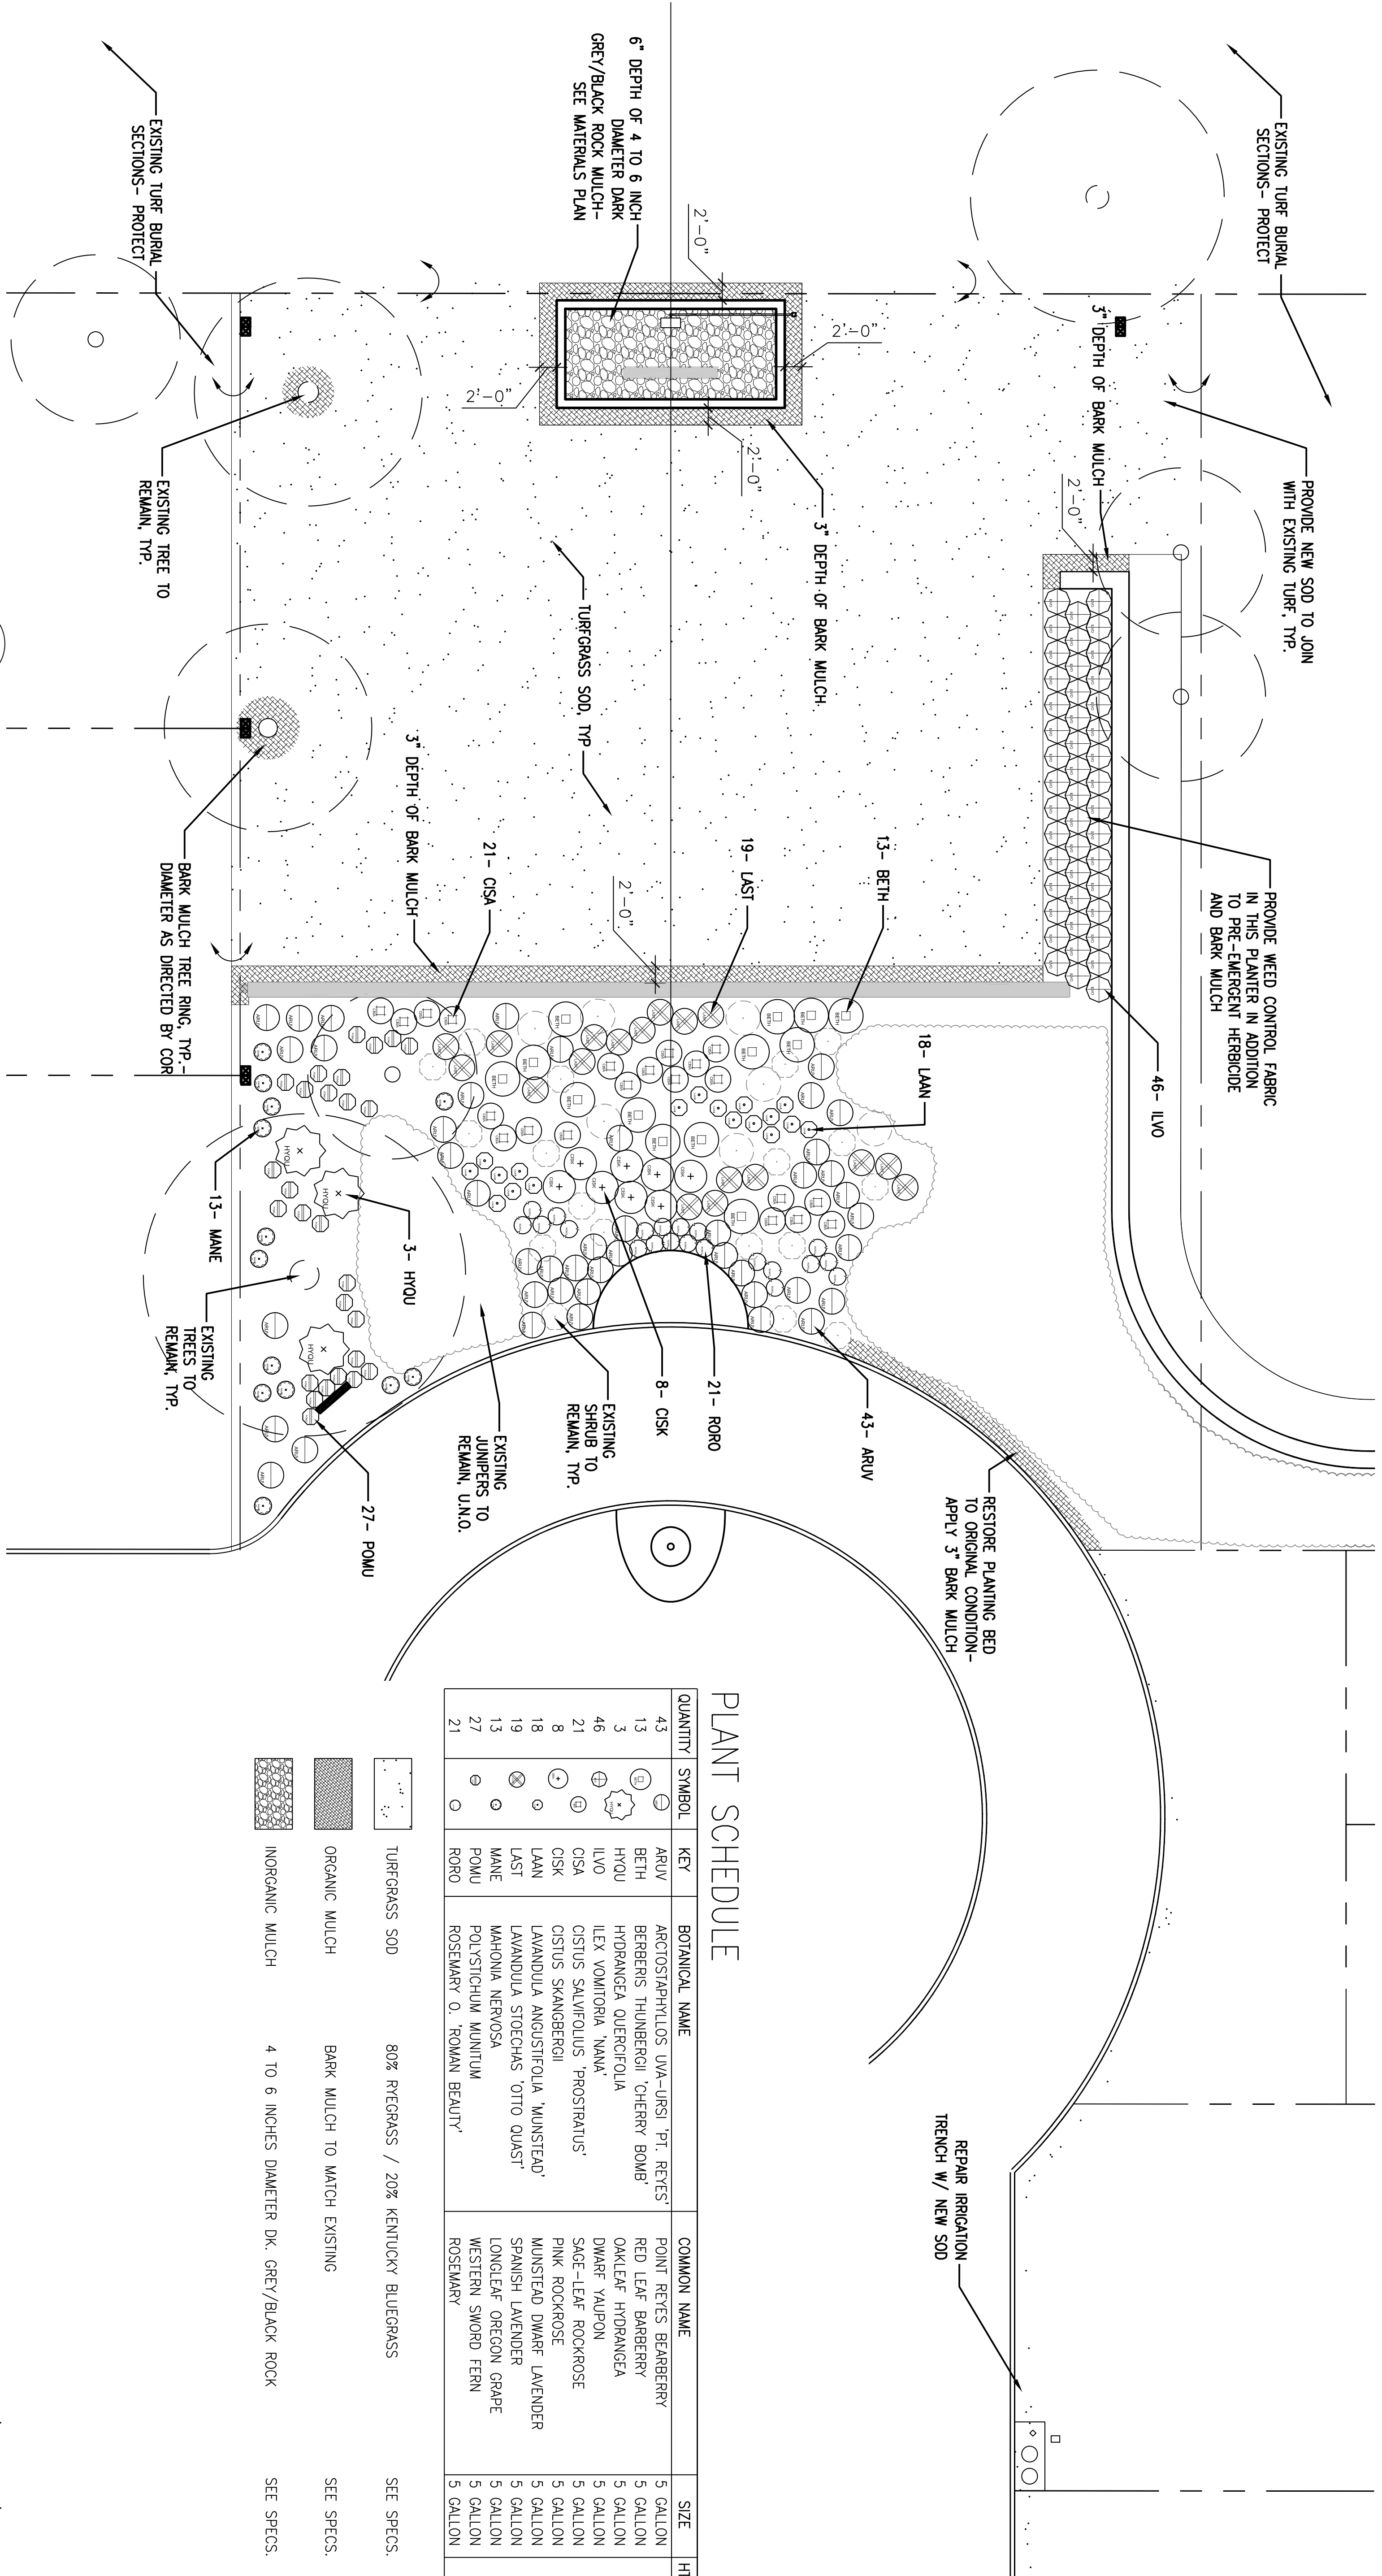 EXISTING TURF BURIAL
SECTIONS- PROTECT
PROVIDE NEW SOD TO JOIN
WITH EXISTING TURF, TYP.
PROVIDE WEED CONTROL FABRIC
IN THIS PLANTER IN ADDITION
TO PRE-EMERGENT HERBICIDE
AND BARK MULCH
46- ILVO
3" DEPTH OF BARK MULCH
2'-0"
RESTORE PLANTING BED
TO ORIGINAL CONDITION-
APPLY 3" BARK MULCH
REPAIR IRRIGATION
TRENCH W/ NEW SOD
6" DEPTH OF 4 TO 6 INCH
DIAMETER DARK
GREY/BLACK ROCK MULCH-
SEE MATERIALS PLAN
2'-0"
2'-0"
2'-0"
2'-0"
3" DEPTH OF BARK MULCH
TURFGRASS SOD, TYP
13- BETH
19- LAST
18- LAAN
21- CISA
2'-0"
3" DEPTH OF BARK MULCH
43- ARUV
21- RORO
8- CISK
EXISTING
SHRUB TO
REMAIN, TYP.
EXISTING
JUNIPERS TO
REMAIN, U.N.O.
3- HYQU
HYQU
HYQU
HYQU
13- MANE
EXISTING
TREES TO
REMAIN, TYP.
27- POMU
EXISTING TURF BURIAL
SECTIONS- PROTECT
EXISTING TREE TO
REMAIN, TYP.
BARK MULCH TREE RING, TYP.-
DIAMETER AS DIRECTED BY COR
PLANT SCHEDULE
QUANTITY SYMBOL KEY BOTANICAL NAME COMMON NAME SIZE HT
43 ARUV ARCTOSTAPHYLLOS UVA-URSI 'PT. REYES' POINT REYES BEARBERRY 5 GALLON
13 BETH BERBERIS THUNBERGII 'CHERRY BOMB' RED LEAF BARBERRY 5 GALLON
3 HYQU HYDRANGEA QUERCIFOLIA OAKLEAF HYDRANGEA 5 GALLON
46 ILVO ILEX VOMITORIA 'NANA' DWARF YAUPON 5 GALLON
21 CISA CISTUS SALVIFOLIUS 'PROSTRATUS' SAGE-LEAF ROCKROSE 5 GALLON
8 CISK CISTUS SKANGBERGII PINK ROCKROSE 5 GALLON
18 LAAN LAVANDULA ANGUSTIFOLIA 'MUNSTEAD' MUNSTEAD DWARF LAVENDER 5 GALLON
19 LAST LAVANDULA STOECHAS 'OTTO QUAST' SPANISH LAVENDER 5 GALLON
13 MANE MAHONIA NERVOSA LONGLEAF OREGON GRAPE 5 GALLON
27 POMU POLYSTICHUM MUNITUM WESTERN SWORD FERN 5 GALLON
21 RORO ROSEMARY O. 'ROMAN BEAUTY' ROSEMARY 5 GALLON
TURFGRASS SOD 80% RYEGRASS / 20% KENTUCKY BLUEGRASS SEE SPECS.
ORGANIC MULCH BARK MULCH TO MATCH EXISTING SEE SPECS.
INORGANIC MULCH 4 TO 6 INCHES DIAMETER DK. GREY/BLACK ROCK SEE SPECS.